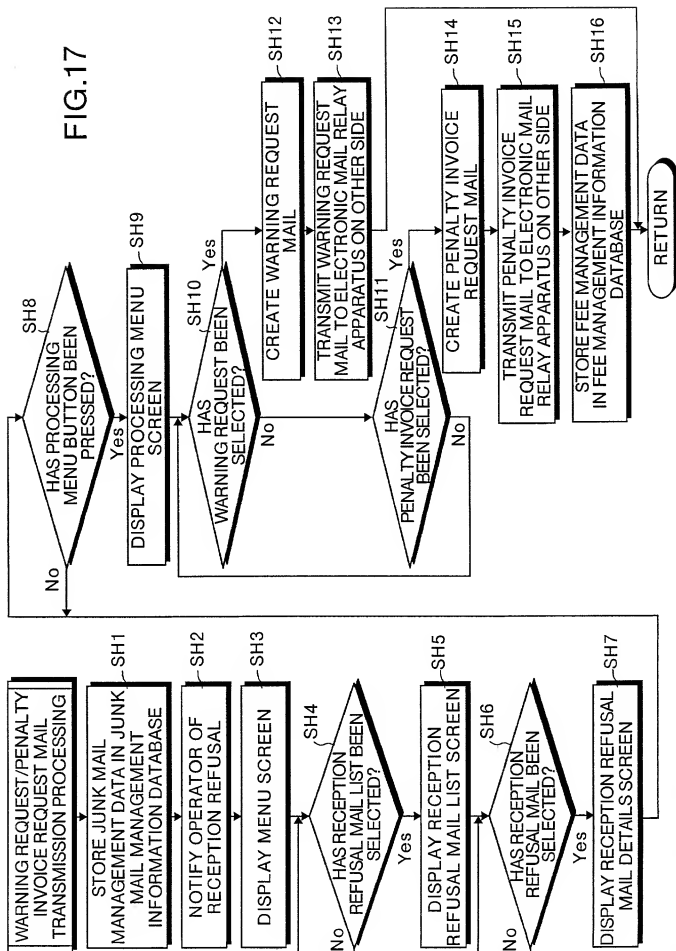 FIG.17
WARNING REQUEST/PENALTY
INVOICE REQUEST MAIL
TRANSMISSION PROCESSING
SH1
STORE JUNK MAIL
MANAGEMENT DATA IN JUNK
MAIL MANAGEMENT
INFORMATION DATABASE
SH2
NOTIFY OPERATOR OF
RECEPTION REFUSAL
SH3
DISPLAY MENU SCREEN
SH4
HAS RECEPTION
REFUSAL MAIL LIST BEEN
SELECTED?
No
Yes
SH5
DISPLAY RECEPTION
REFUSAL MAIL LIST SCREEN
SH6
HAS RECEPTION
REFUSAL MAIL BEEN
SELECTED?
No
Yes
SH7
DISPLAY RECEPTION REFUSAL
MAIL DETAILS SCREEN
SH8
HAS PROCESSING
MENU BUTTON BEEN
PRESSED?
No
Yes
SH9
DISPLAY PROCESSING MENU
SCREEN
SH10
HAS
WARNING REQUEST BEEN
SELECTED?
Yes
No
SH12
CREATE WARNING REQUEST
MAIL
SH13
TRANSMIT WARNING REQUEST
MAIL TO ELECTRONIC MAIL RELAY
APPARATUS ON OTHER SIDE
SH11
HAS
PENALTY INVOICE REQUEST
BEEN SELECTED?
Yes
No
SH14
CREATE PENALTY INVOICE
REQUEST MAIL
SH15
TRANSMIT PENALTY INVOICE
REQUEST MAIL TO ELECTRONIC MAIL
RELAY APPARATUS ON OTHER SIDE
SH16
STORE FEE MANAGEMENT DATA
IN FEE MANAGEMENT INFORMATION
DATABASE
RETURN